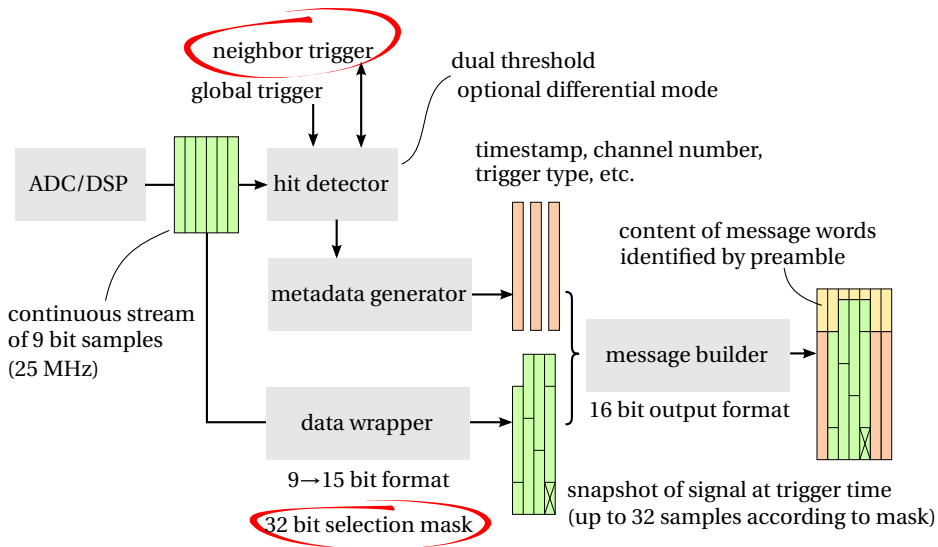 neighbor trigger
global trigger
dual threshold
optional differential mode
ADC/DSP
hit detector
timestamp, channel number,
trigger type, etc.
content of message words
identified by preamble
metadata generator
continuous stream
of 9 bit samples
(25 MHz)
message builder
16 bit output format
data wrapper
9→15 bit format
32 bit selection mask
snapshot of signal at trigger time
(up to 32 samples according to mask)